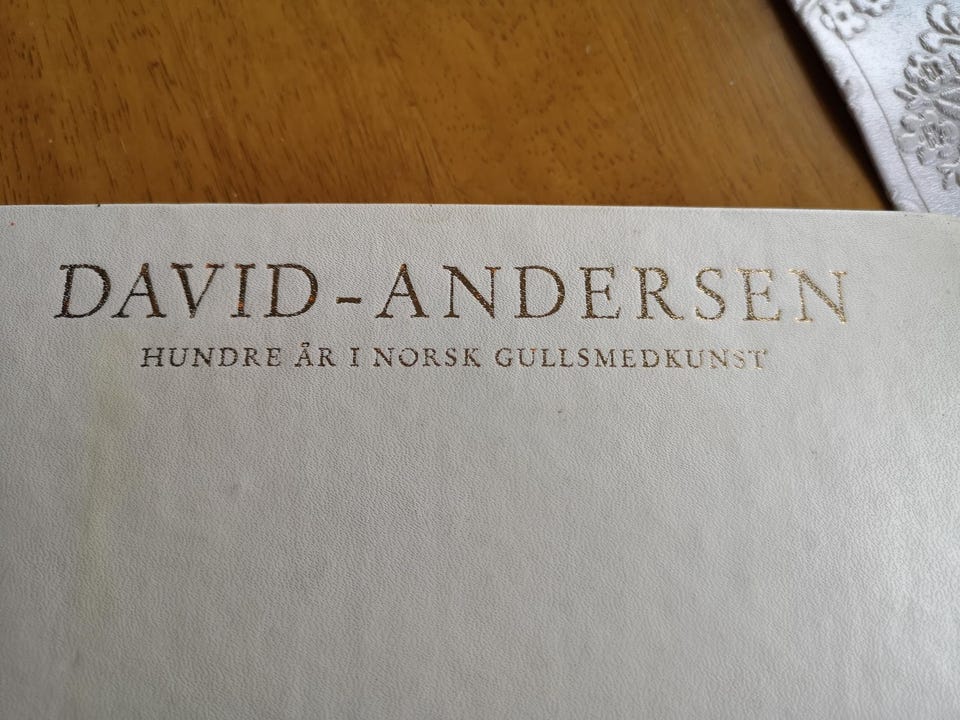 DAVID-ANDERSEN
HUNDRE ÅR I NORSK GULLSMEDKUNST